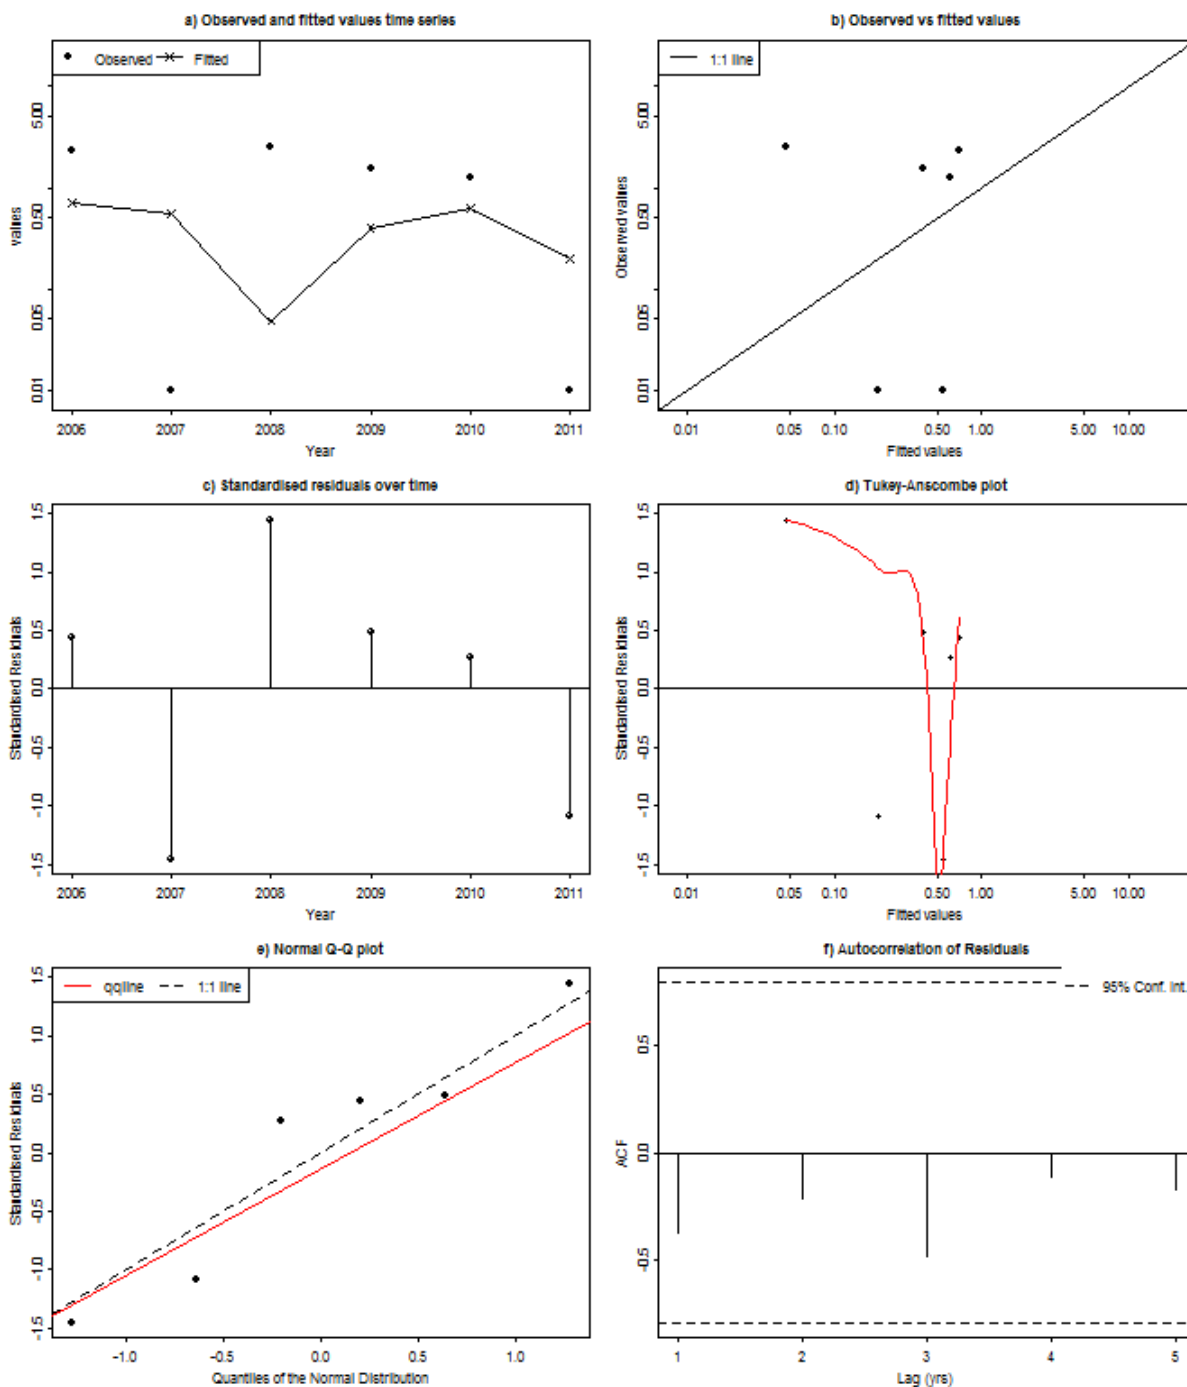 a) Observed and fitted values time series
Observed Fitted
values
5.00
0.50
0.05
0.01
2006 2007 2008 2009 2010 2011
Year
b) Observed vs fitted values
1:1 line
Observed values
5.00
0.50
0.05
0.01
0.01 0.05 0.10 0.50 1.00 5.00 10.00
Fitted values
c) Standardised residuals over time
Standardised Residuals
1.5
1.0
0.5
0.0
-0.5
-1.0
-1.5
2006 2007 2008 2009 2010 2011
Year
d) Tukey-Anscombe plot
Standardised Residuals
1.5
1.0
0.5
0.0
-0.5
-1.0
-1.5
0.01 0.05 0.10 0.50 1.00 5.00 10.00
Fitted values
e) Normal Q-Q plot
qqline 1:1 line
Standardised Residuals
1.5
1.0
0.5
0.0
-0.5
-1.0
-1.5
-1.0 -0.5 0.0 0.5 1.0
Quantiles of the Normal Distribution
f) Autocorrelation of Residuals
95% Conf. Int.
ACF
0.5
0.0
-0.5
1 2 3 4 5
Lag (yrs)